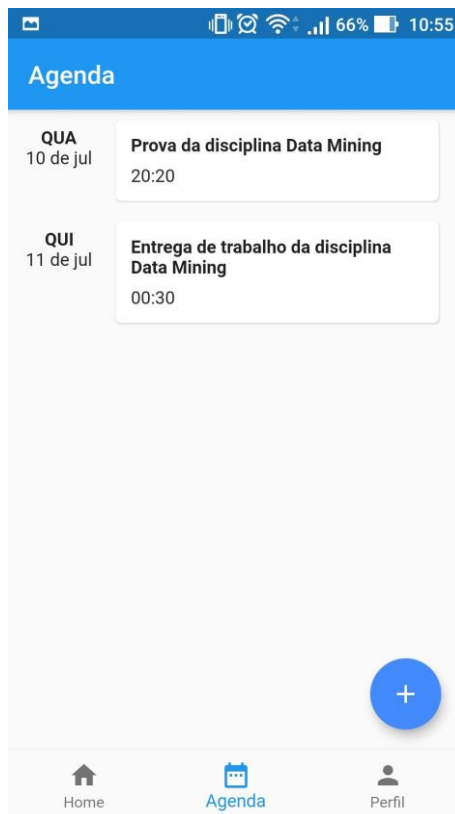 66% 10:55
Agenda
QUA
10 de jul
Prova da disciplina Data Mining
20:20
QUI
11 de jul
Entrega de trabalho da disciplina
Data Mining
00:30
Home
Agenda
Perfil